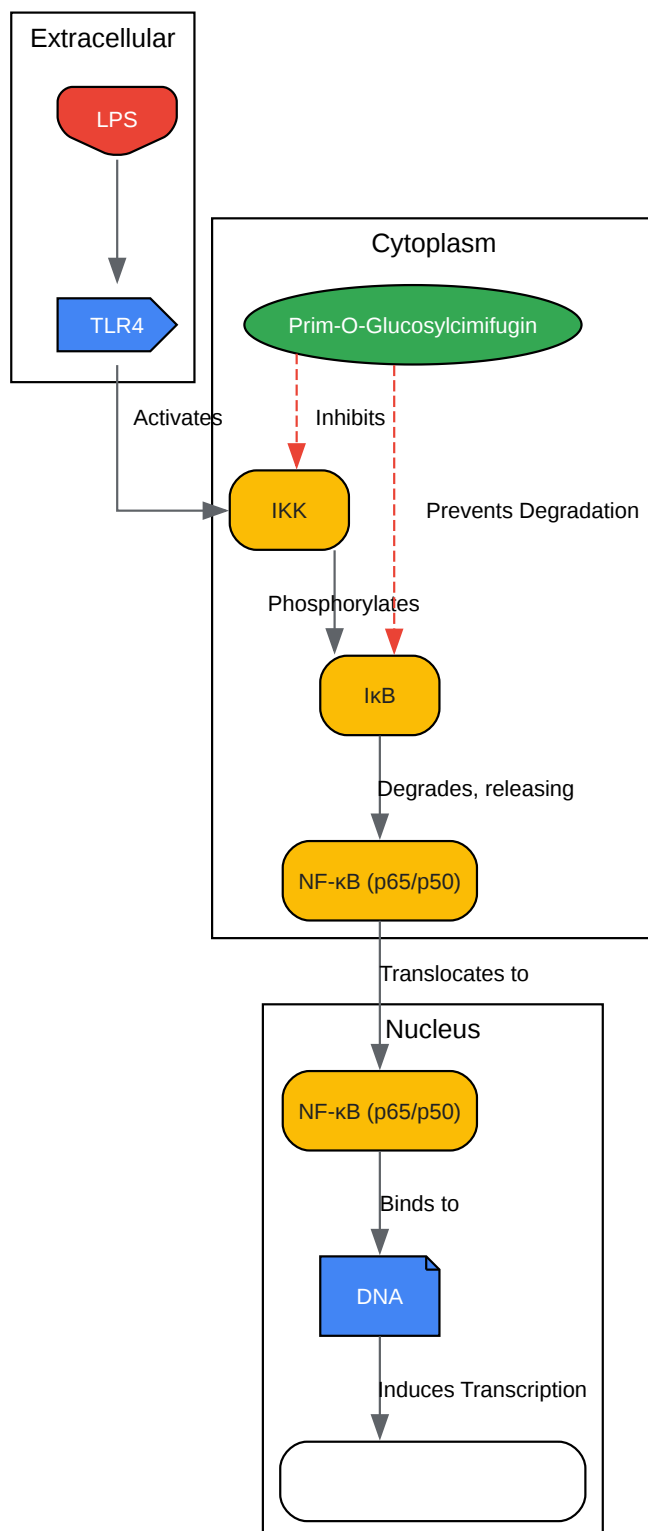 Extracellular
LPS
TLR4
Cytoplasm
Prim-O-Glucosylcimifugin
Activates
Inhibits
IKK
Prevents Degradation
Phosphorylates
IκB
Degrades, releasing
NF-κB (p65/p50)
Translocates to
Nucleus
NF-κB (p65/p50)
Binds to
DNA
Induces Transcription